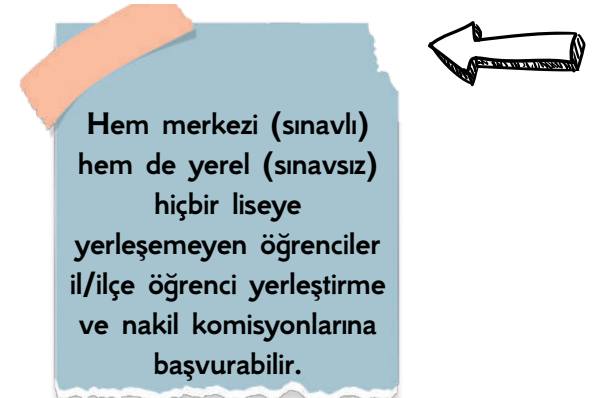 Hem merkezi (sınavlı)
hem de yerel (sınavsız)
hiçbir liseye
yerleşemeyen öğrenciler
il/ilçe öğrenci yerleştirme
ve nakil komisyonlarına
başvurabilir.